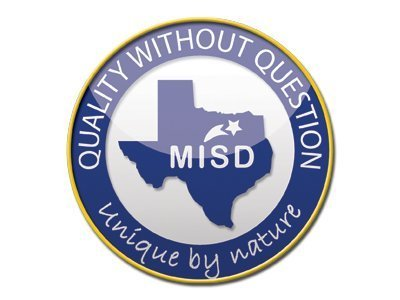 QUALITY WITHOUT QUESTION
MISD
unique by nature